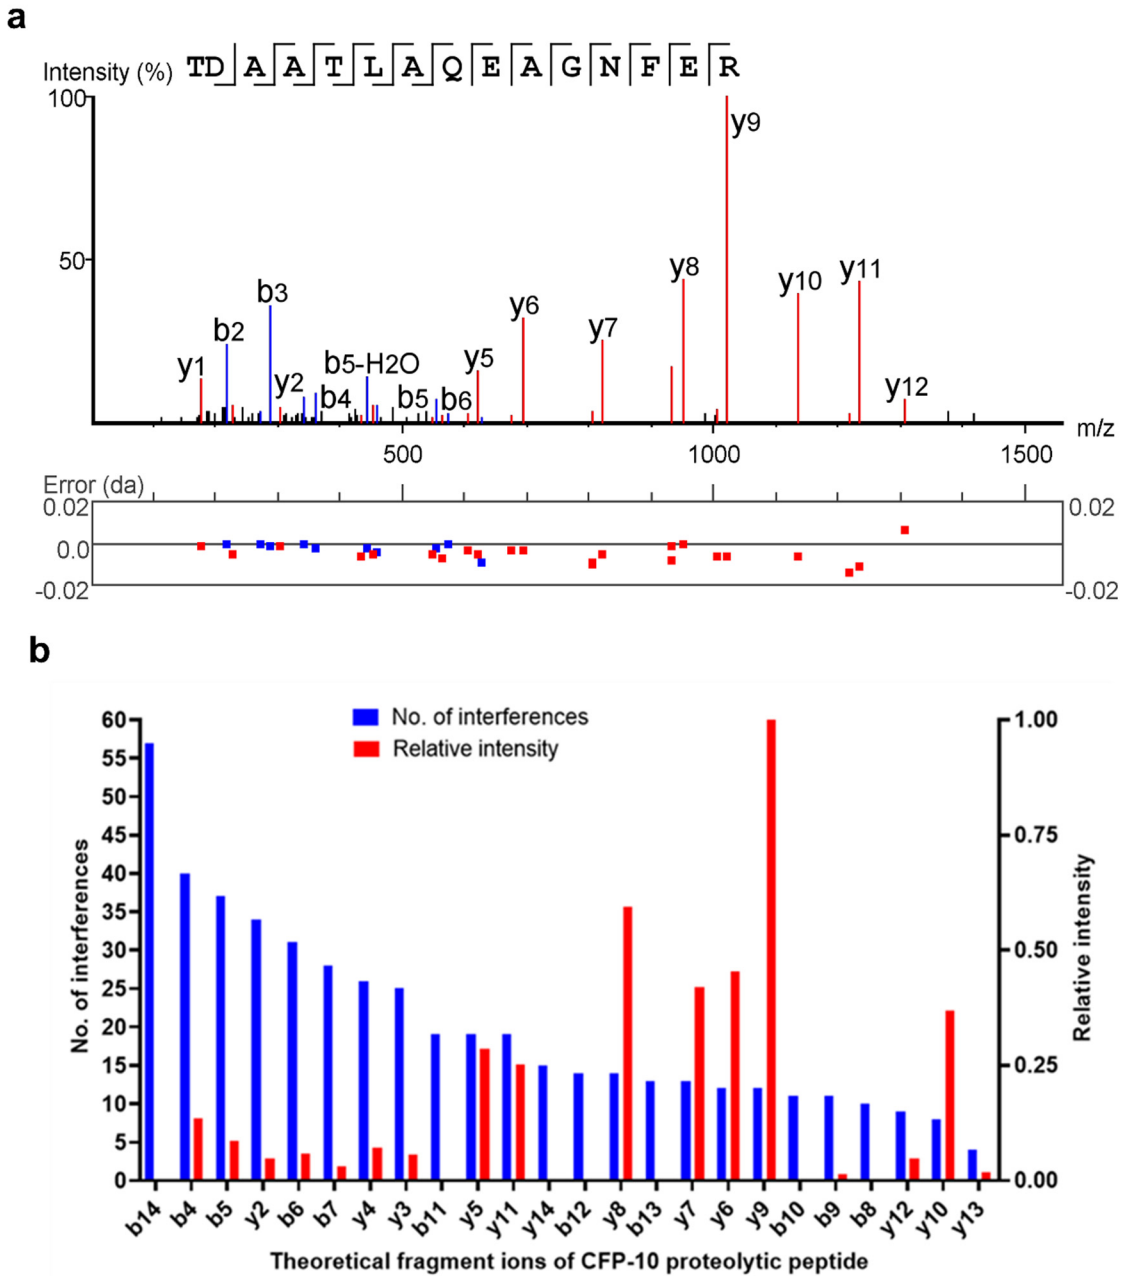 a
Intensity (%) TD A A T L A Q E A G N F E R
100
y9
50
y8
y11
y10
b3
y6
b2
y7
b5-H2O
y5
y1
y2
b4
b5
b6
y12
500
1000
1500
m/z
Error (da)
0.02
0.02
0.0
-0.02
-0.02
b
No. of interferences
Relative intensity
60
55
50
45
40
35
30
25
20
15
10
5
0
No. of interferences
1.00
0.75
0.50
0.25
0.00
Relative intensity
b14 b4 b5 y2 b6 b7 y4 y3 b11 y5 y11 y14 b12 y8 b13 y7 y6 y9 b10 b9 b8 y12 y10 y13
Theoretical fragment ions of CFP-10 proteolytic peptide